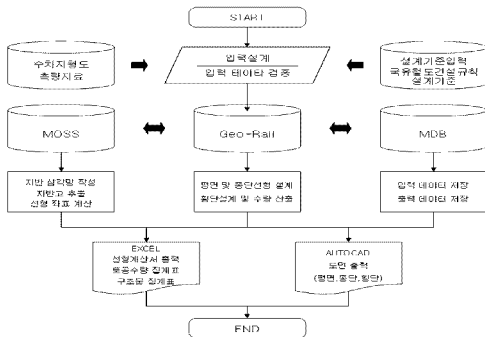 START
수치지형도
측량자료
입력설계
입력 데이타 검증
설계기준입력
국유철도건설규칙
설계기준
MOSS
Geo-Rail
MDB
지반 삼각망 작성
지반고 추출
선형 좌표 계산
평면 및 종단선형 설계
횡단설계 및 수량 산출
입력 데이터 저장
출력 데이터 저장
EXCEL
선형계산서 출력
토공수량 집계표
구조물 집계표
AUTOCAD
도면 출력
(평면,종단,횡단)
END